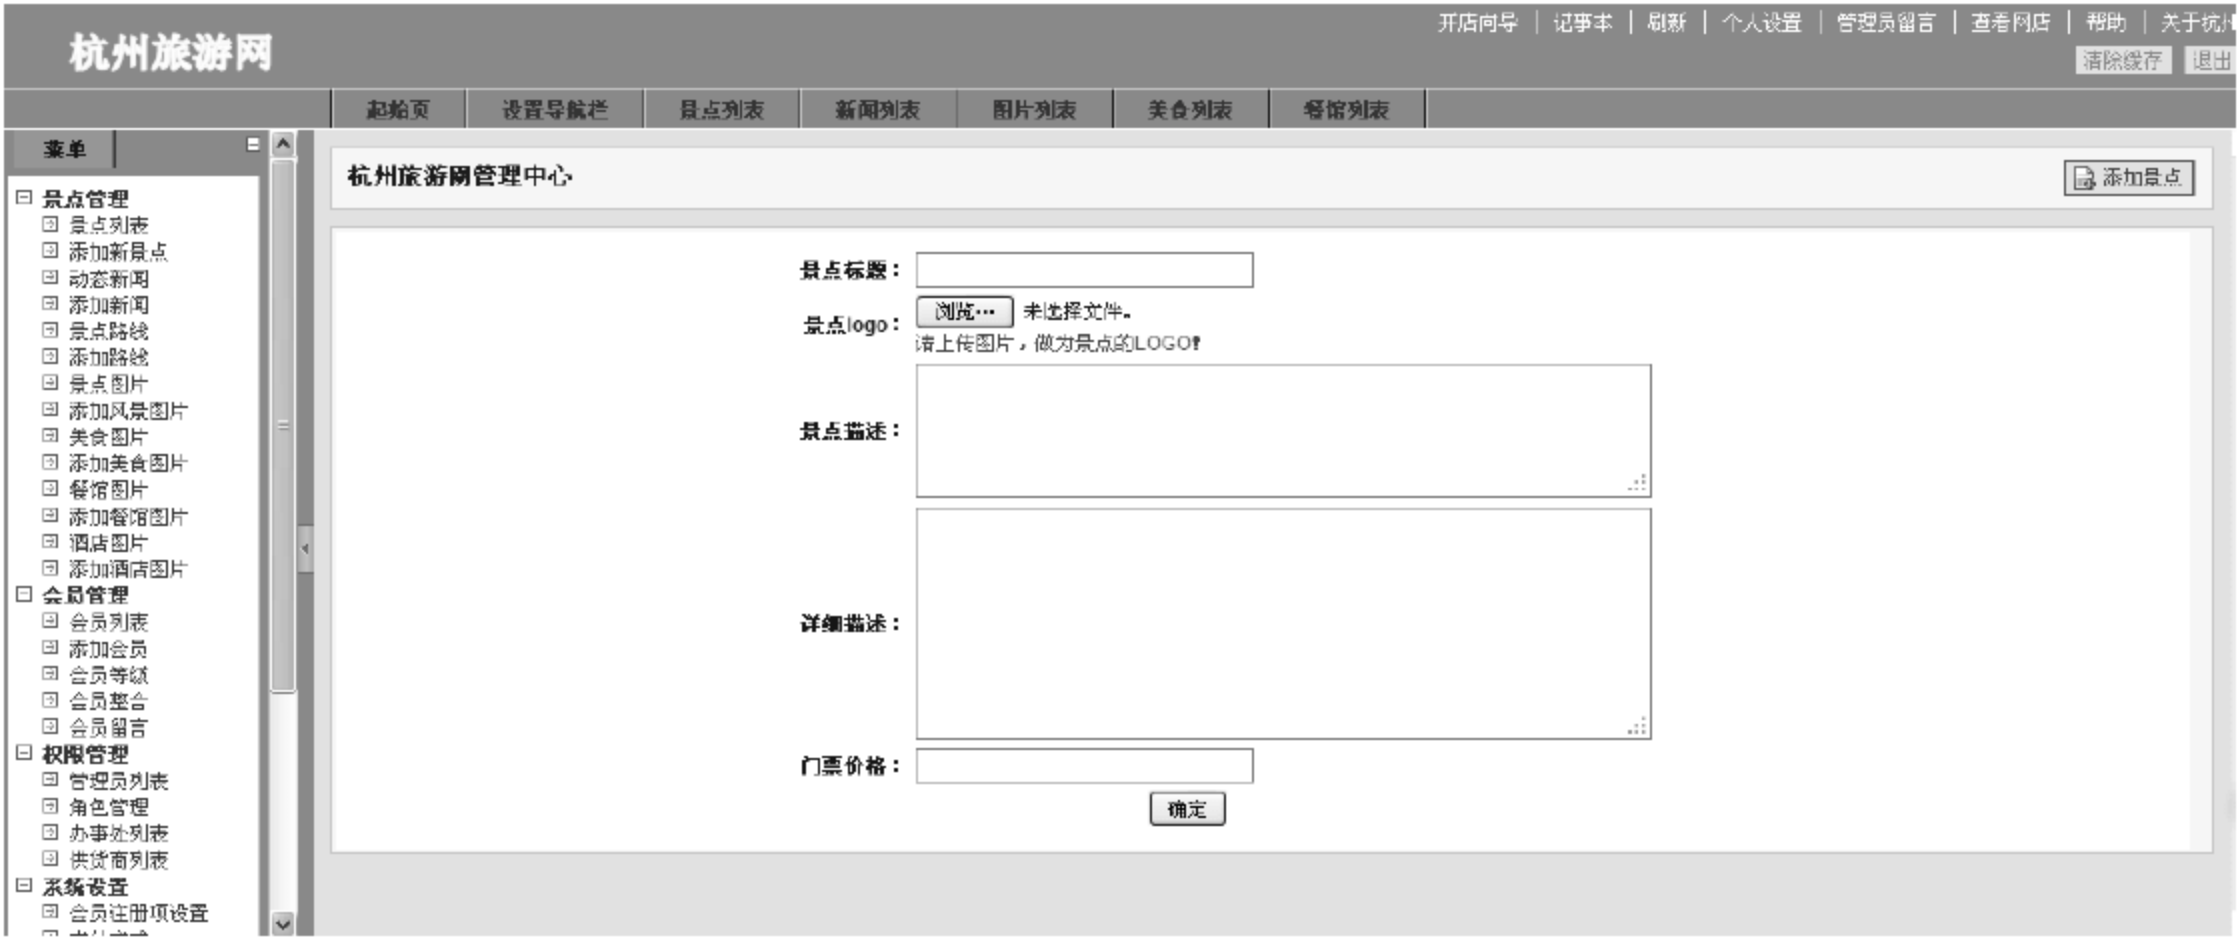 开店向导 | 记事本 | 刷新 | 个人设置 | 管理员留言 | 查看网店 | 帮助 | 关于杭州
杭州旅游网
清除缓存 退出
起始页 设置导航栏 景点列表 新闻列表 图片列表 美食列表 餐馆列表
菜单
景点管理
景点列表
添加新景点
动态新闻
添加新闻
景点路线
添加路线
景点图片
添加风景图片
美食图片
添加美食图片
餐馆图片
添加餐馆图片
酒店图片
添加酒店图片
会员管理
会员列表
添加会员
会员等级
会员整合
会员留言
权限管理
管理员列表
角色管理
办事处列表
供货商列表
系统设置
会员注册项设置
杭州旅游网管理中心
添加景点
景点标题：
景点logo：
浏览… 未选择文件。
请上传图片，做为景点的LOGO!
景点描述：
详细描述：
门票价格：
确定